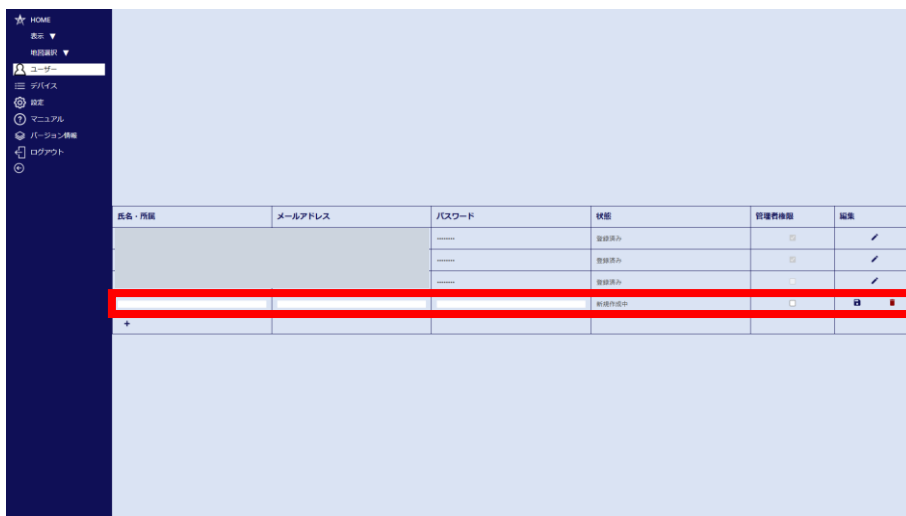 HOME
表示 ▼
地図選択 ▼
ユーザー
デバイス
設定
マニュアル
バージョン情報
ログアウト
氏名・所属 メールアドレス パスワード 状態 管理者権限 編集
•••••••• 登録済み
•••••••• 登録済み
•••••••• 登録済み
新規作成中
+